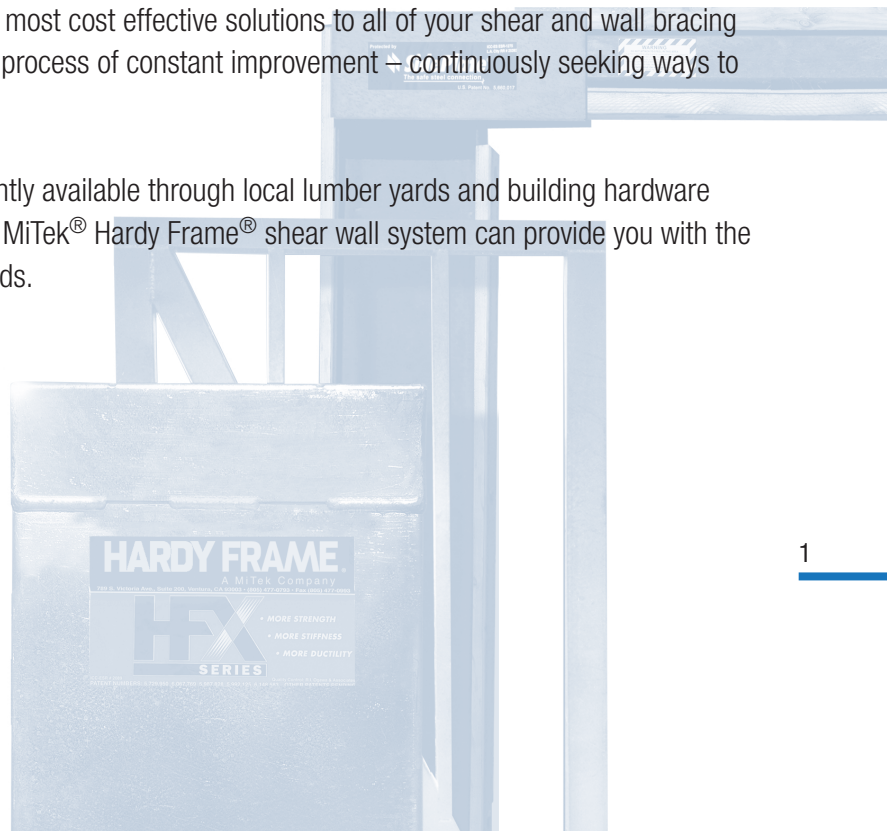 most cost effective solutions to all of your shear and wall bracing
process of constant improvement – continuously seeking ways to
The safe steel connection
ntly available through local lumber yards and building hardware
MiTek® Hardy Frame® shear wall system can provide you with the
ds.
HARDY FRAME
A MiTek Company
HFX
SERIES
• MORE STRENGTH
• MORE STIFFNESS
• MORE DUCTILITY
1